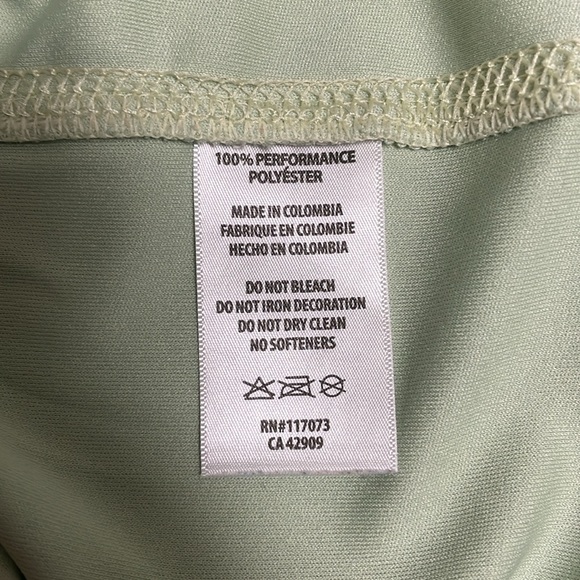 100% PERFORMANCE
POLYÉSTER
MADE IN COLOMBIA
FABRIQUE EN COLOMBIE
HECHO EN COLOMBIA
DO NOT BLEACH
DO NOT IRON DECORATION
DO NOT DRY CLEAN
NO SOFTENERS
RN#117073
CA 42909